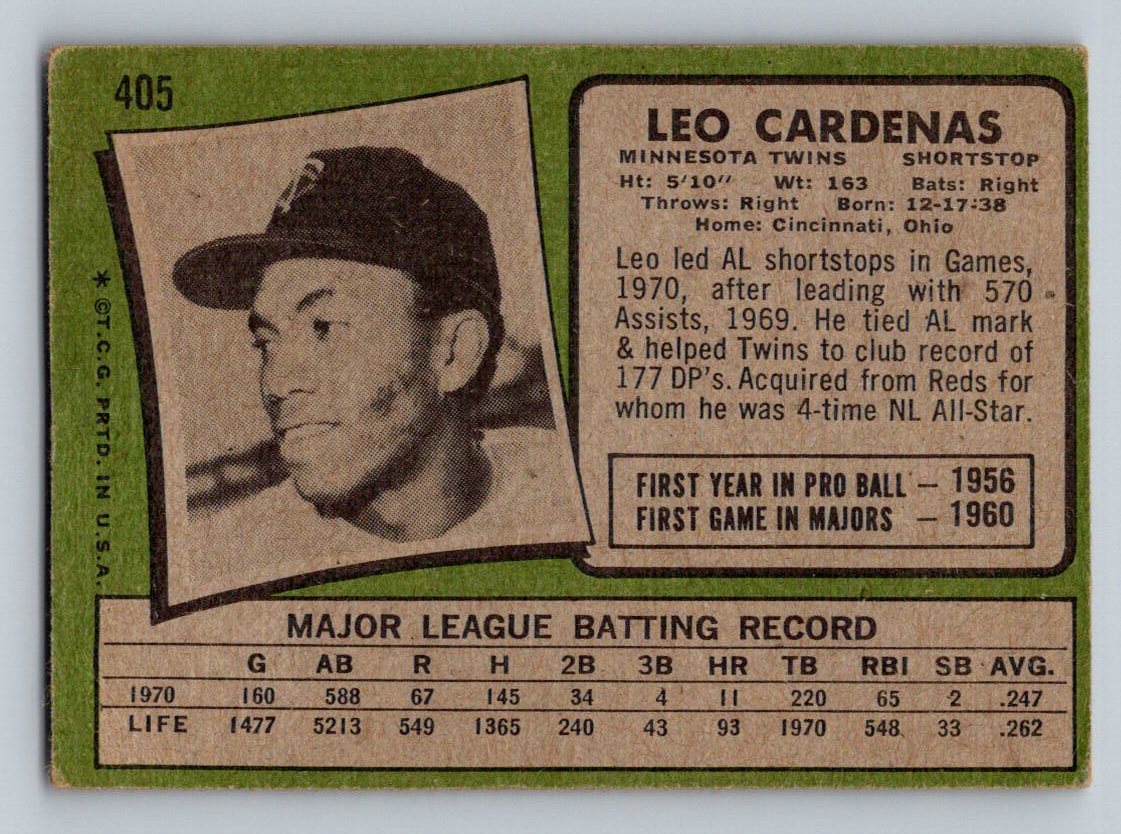 405
* ©T.C.G. PRTD. IN U.S.A.
LEO CARDENAS
MINNESOTA TWINS SHORTSTOP
Ht: 5'10" Wt: 163 Bats: Right
Throws: Right Born: 12-17-38
Home: Cincinnati, Ohio
Leo led AL shortstops in Games,
1970, after leading with 570
Assists, 1969. He tied AL mark
& helped Twins to club record of
177 DP's. Acquired from Reds for
whom he was 4-time NL All-Star.
FIRST YEAR IN PRO BALL — 1956
FIRST GAME IN MAJORS — 1960
MAJOR LEAGUE BATTING RECORD
G AB R H 2B 3B HR TB RBI SB AVG.
1970 160 588 67 145 34 4 11 220 65 2 .247
LIFE 1477 5213 549 1365 240 43 93 1970 548 33 .262